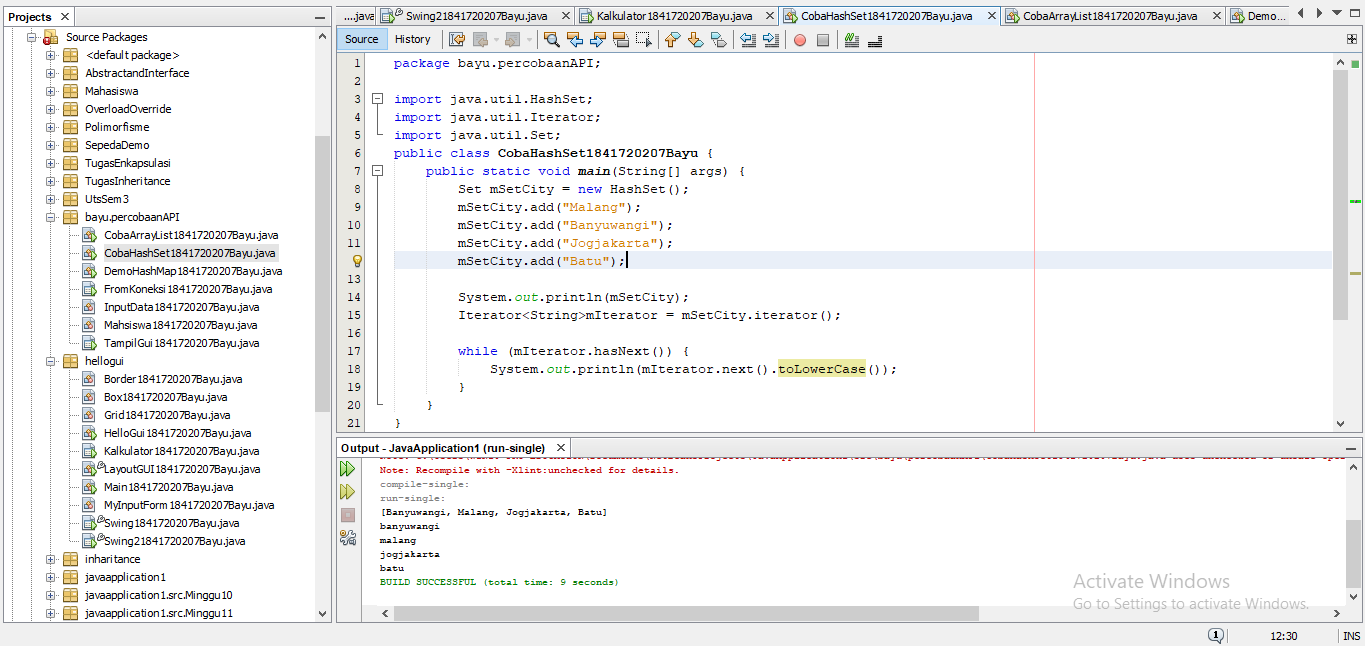 Projects
Source Packages
<default package>
AbstractandInterface
Mahasiswa
OverloadOverride
Polimorfisme
SepedaDemo
TugasEnkapsulasi
TugasInheritance
UtsSem3
bayu.percobaanAPI
CobaArrayList1841720207Bayu.java
CobaHashSet1841720207Bayu.java
DemoHashMap1841720207Bayu.java
FromKoneksi1841720207Bayu.java
InputData1841720207Bayu.java
Mahsiswa1841720207Bayu.java
TampilGui1841720207Bayu.java
hellogui
Border1841720207Bayu.java
Box1841720207Bayu.java
Grid1841720207Bayu.java
HelloGui1841720207Bayu.java
Kalkulator1841720207Bayu.java
LayoutGUI1841720207Bayu.java
Main1841720207Bayu.java
MyInputForm1841720207Bayu.java
Swing1841720207Bayu.java
Swing21841720207Bayu.java
inharitance
javaapplication1
javaapplication1.src.Minggu10
javaapplication1.src.Minggu11
....java Swing21841720207Bayu.java Kalkulator1841720207Bayu.java CobaHashSet1841720207Bayu.java CobaArrayList1841720207Bayu.java Demo...
Source History
1 package bayu.percobaanAPI;
2
3 import java.util.HashSet;
4 import java.util.Iterator;
5 import java.util.Set;
6 public class CobaHashSet1841720207Bayu {
7 public static void main(String[] args) {
8 Set mSetCity = new HashSet();
9 mSetCity.add("Malang");
10 mSetCity.add("Banyuwangi");
11 mSetCity.add("Jogjakarta");
mSetCity.add("Batu");
13
14 System.out.println(mSetCity);
15 Iterator<String>mIterator = mSetCity.iterator();
16
17 while (mIterator.hasNext()) {
18 System.out.println(mIterator.next().toLowerCase());
19 }
20 }
21 }
Output - JavaApplication1 (run-single)
Note: Recompile with -Xlint:unchecked for details.
compile-single:
run-single:
[Banyuwangi, Malang, Jogjakarta, Batu]
banyuwangi
malang
jogjakarta
batu
BUILD SUCCESSFUL (total time: 9 seconds)
Activate Windows
Go to Settings to activate Windows.
1 12:30 INS